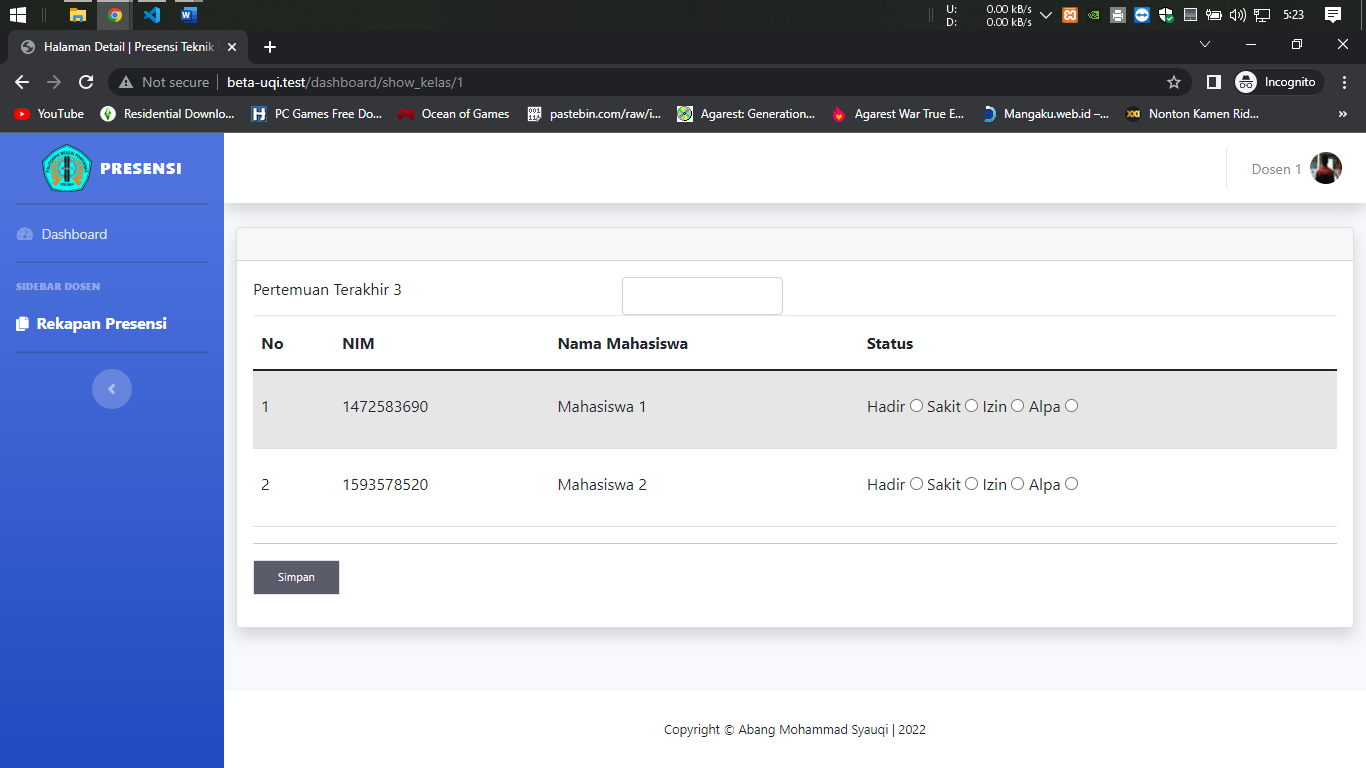 U: 0.00 kB/s
D: 0.00 kB/s
5:23
Halaman Detail | Presensi Teknik
Not secure | beta-uqi.test/dashboard/show_kelas/1
Incognito
YouTube Residential Downlo... PC Games Free Do... Ocean of Games pastebin.com/raw/i... Agarest: Generation... Agarest War True E... Mangaku.web.id –... Nonton Kamen Rid... »
PRESENSI
Dosen 1
Dashboard
SIDEBAR DOSEN
Rekapan Presensi
Pertemuan Terakhir 3
No NIM Nama Mahasiswa Status
1 1472583690 Mahasiswa 1 Hadir Sakit Izin Alpa
2 1593578520 Mahasiswa 2 Hadir Sakit Izin Alpa
Simpan
Copyright © Abang Mohammad Syauqi | 2022